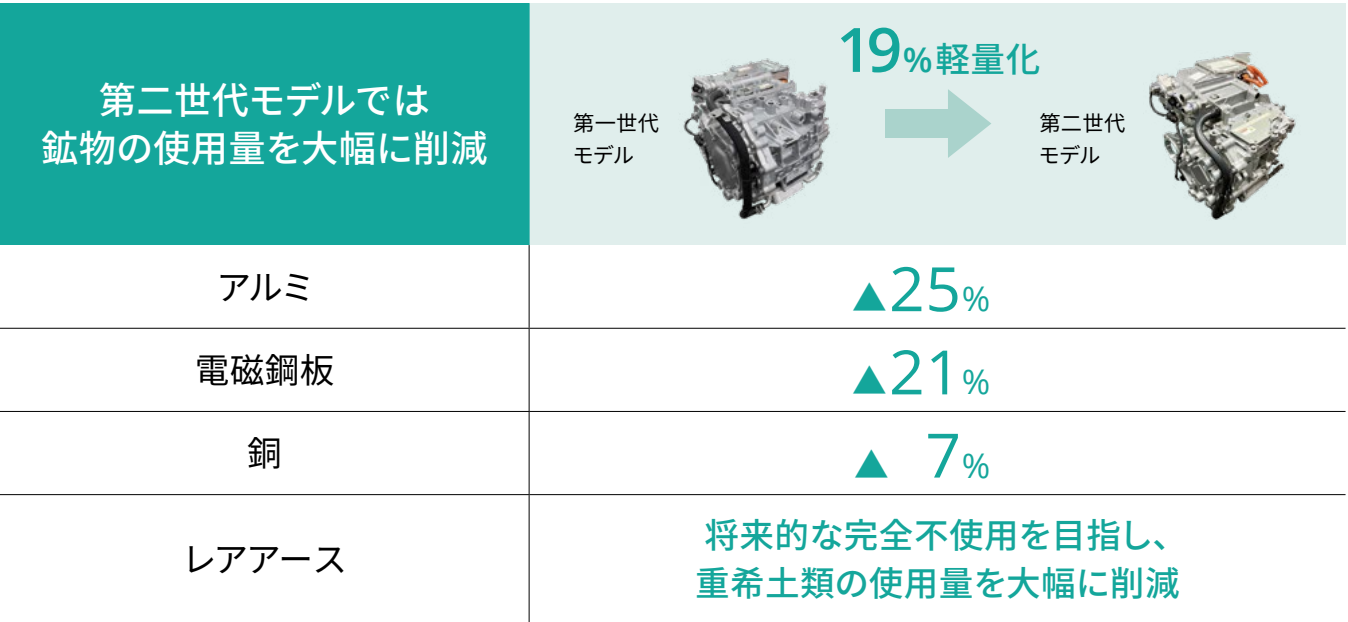 第二世代モデルでは
鉱物の使用量を大幅に削減
19%軽量化
第一世代
モデル
第二世代
モデル
アルミ
▲25%
電磁鋼板
▲21%
銅
▲ 7%
レアアース
将来的な完全不使用を目指し、
重希土類の使用量を大幅に削減